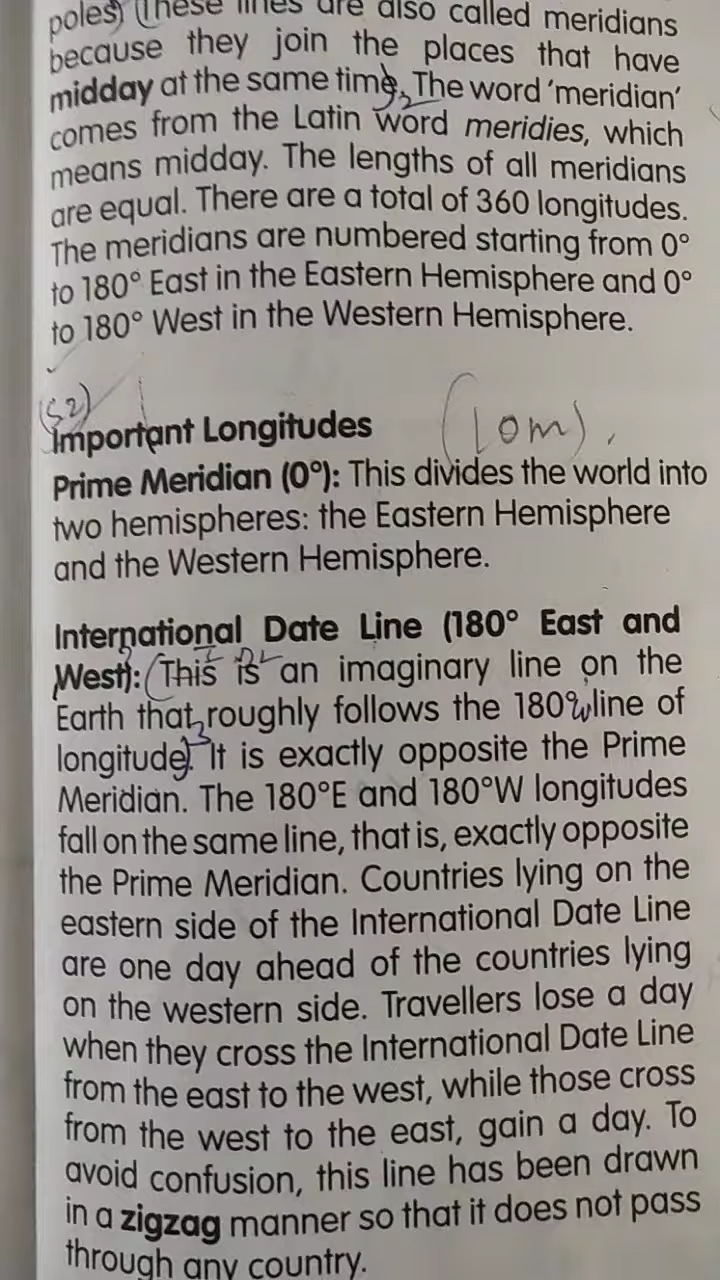 poles) (These lines are also called meridians
because they join the places that have
midday at the same time. The word 'meridian'
comes from the Latin word meridies, which
means midday. The lengths of all meridians
are equal. There are a total of 360 longitudes.
The meridians are numbered starting from 0°
to 180° East in the Eastern Hemisphere and 0°
to 180° West in the Western Hemisphere.
(S2)
Important Longitudes (10m).
Prime Meridian (0°): This divides the world into
two hemispheres: the Eastern Hemisphere
and the Western Hemisphere.
International Date Line (180° East and
West): (This is an imaginary line on the
Earth that roughly follows the 180° line of
longitude). It is exactly opposite the Prime
Meridian. The 180°E and 180°W longitudes
fall on the same line, that is, exactly opposite
the Prime Meridian. Countries lying on the
eastern side of the International Date Line
are one day ahead of the countries lying
on the western side. Travellers lose a day
when they cross the International Date Line
from the east to the west, while those cross
from the west to the east, gain a day. To
avoid confusion, this line has been drawn
in a zigzag manner so that it does not pass
through any country.